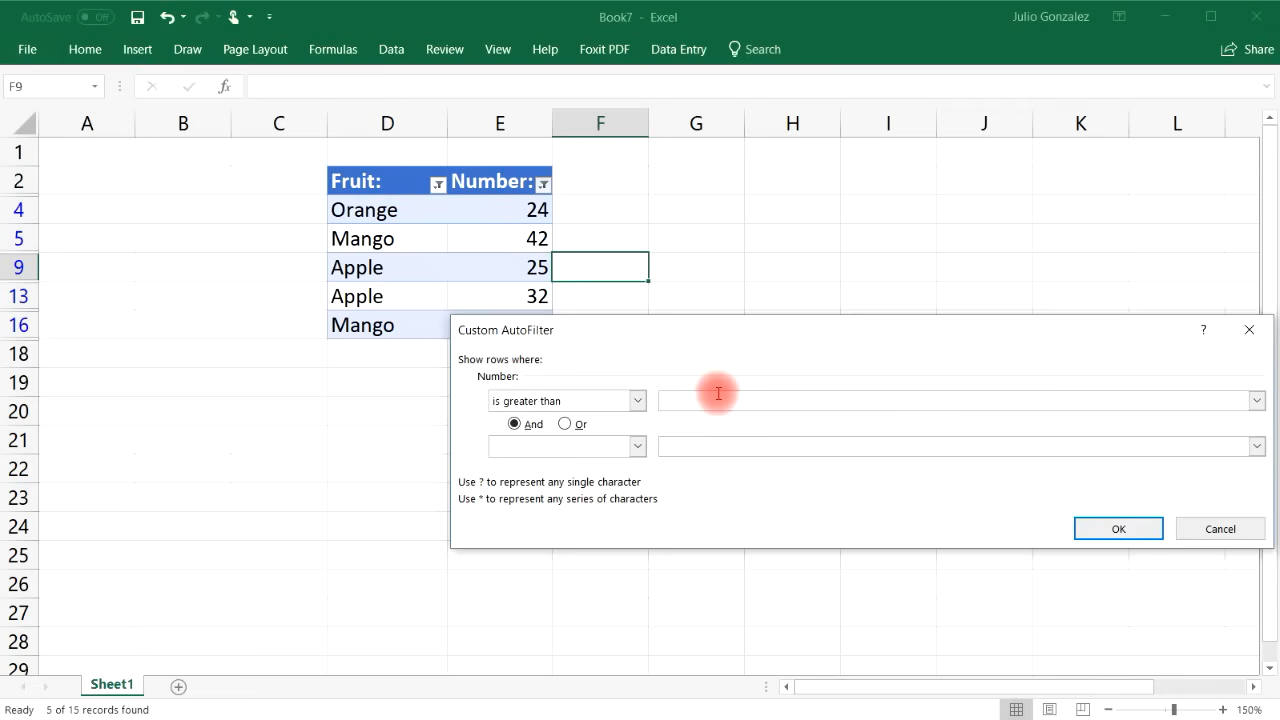 AutoSave Off Book7 - Excel Julio Gonzalez
File Home Insert Draw Page Layout Formulas Data Review View Help Foxit PDF Data Entry Search Share
F9 fx
A B C D E F G H I J K L
1
2 Fruit: Number:
4 Orange 24
5 Mango 42
9 Apple 25
13 Apple 32
16 Mango
18
19
20
21
22
23
24
25
26
27
28
29
Custom AutoFilter ?
Show rows where:
Number:
is greater than
And Or
Use ? to represent any single character
Use * to represent any series of characters
OK Cancel
Sheet1
Ready 5 of 15 records found 150%